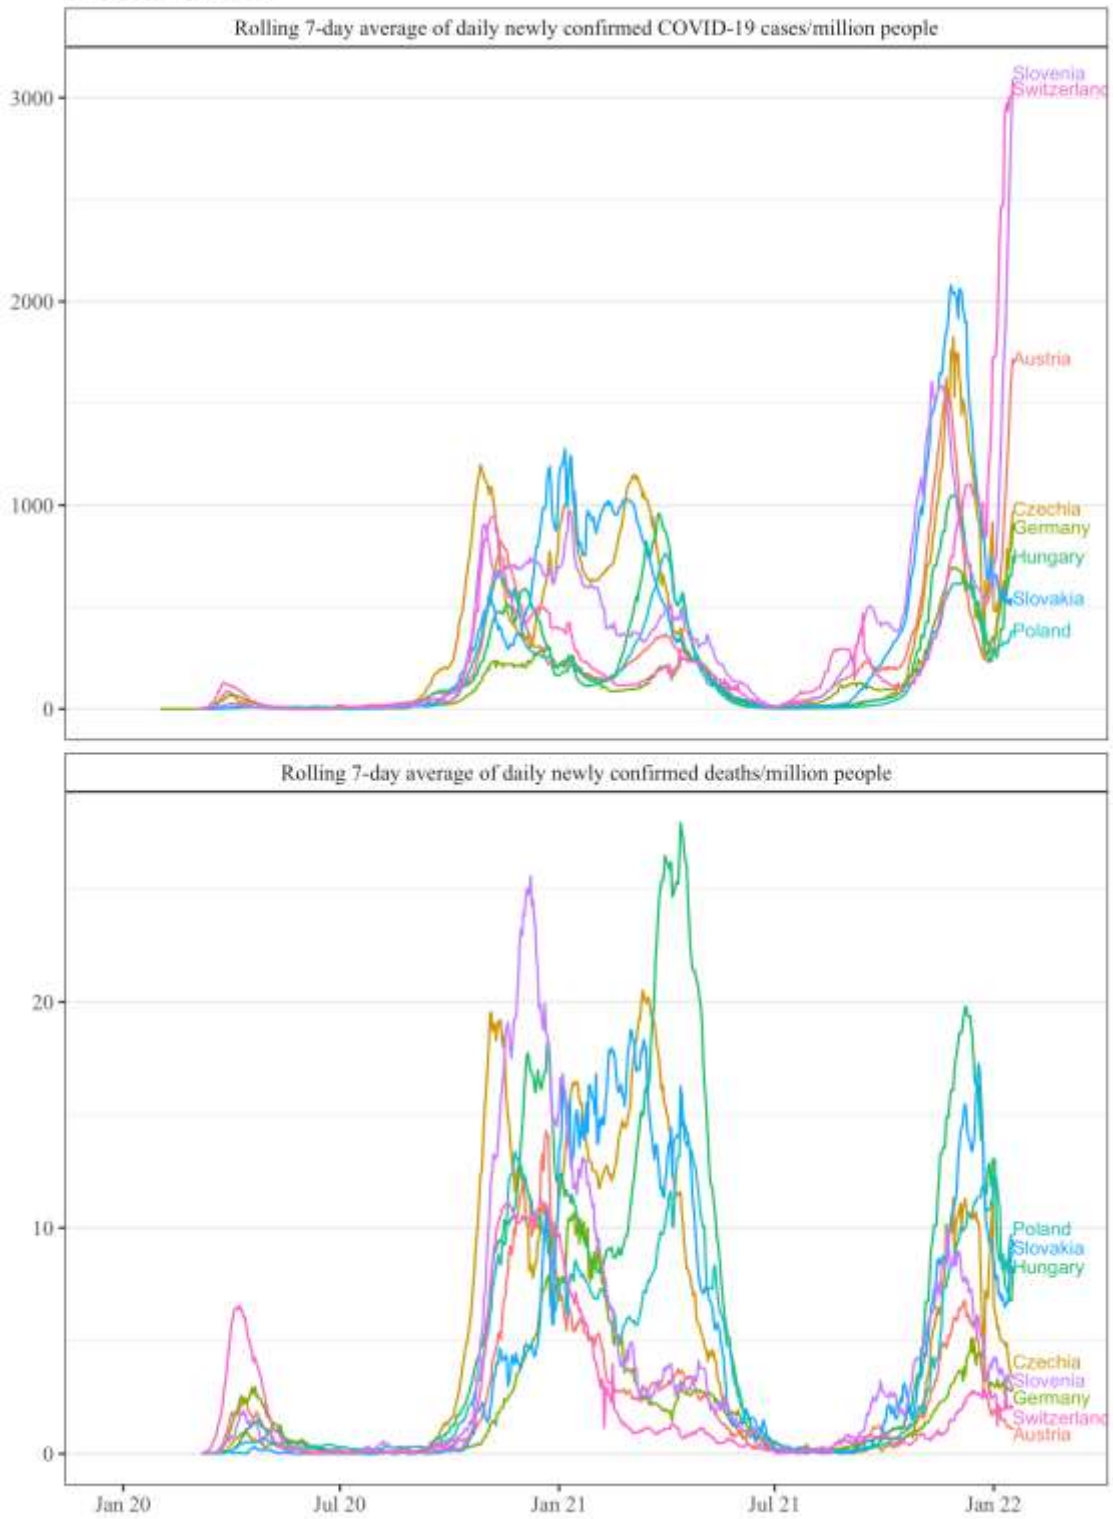 Rolling 7-day average of daily newly confirmed COVID-19 cases/million people
Slovenia
Switzerland
3000
2000
Austria
1000
Czechia
Germany
Hungary
Slovakia
Poland
0
Rolling 7-day average of daily newly confirmed deaths/million people
20
10
Poland
Slovakia
Hungary
Czechia
Slovenia
Germany
Switzerland
Austria
0
Jan 20 Jul 20 Jan 21 Jul 21 Jan 22